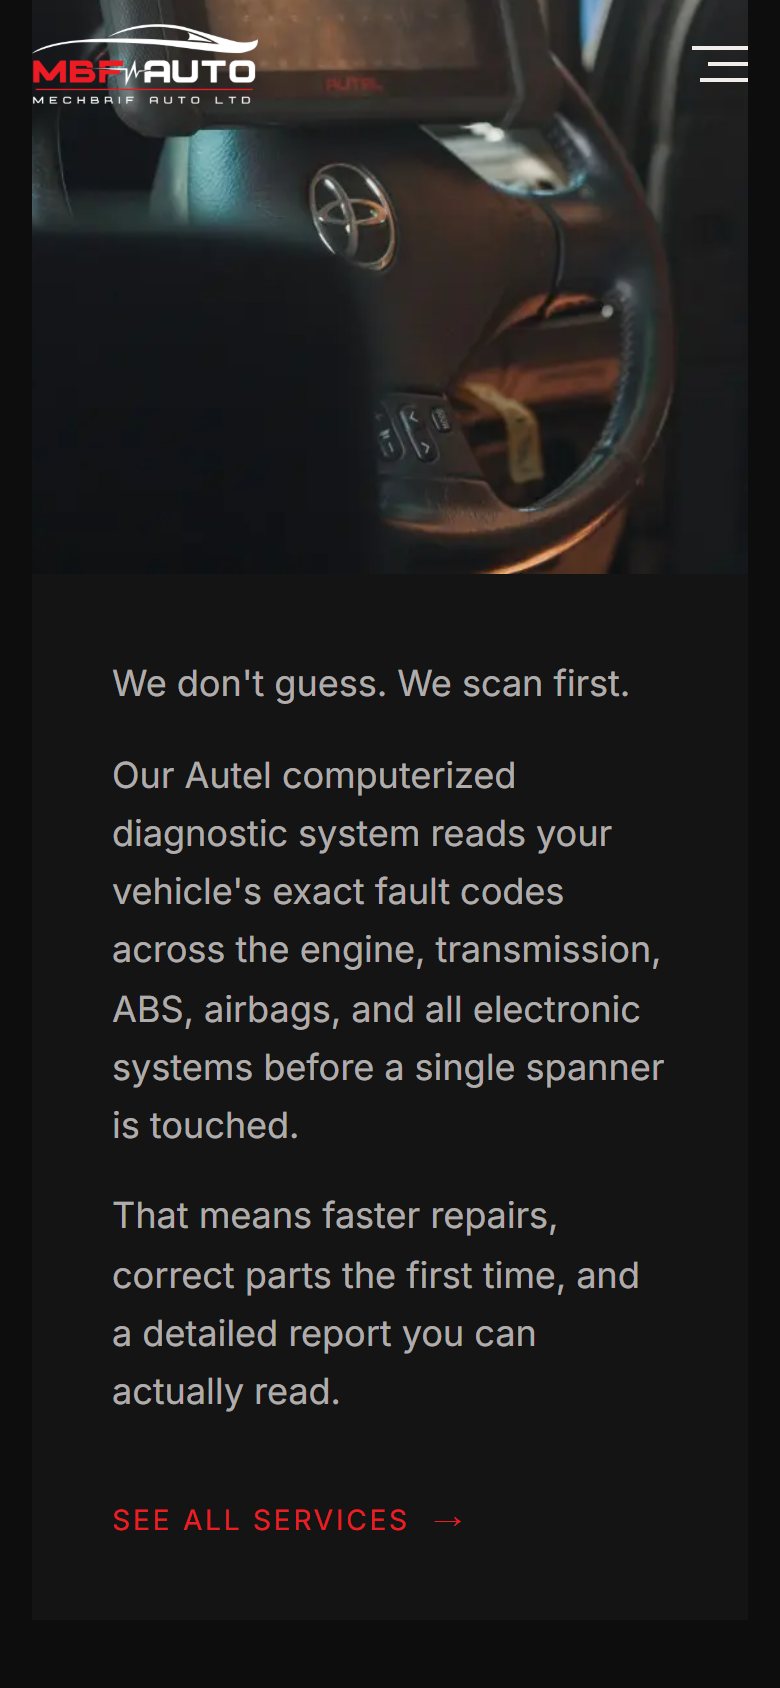 MBF AUTO
MECHBRIF AUTO LTD
AUTEL
We don't guess. We scan first.
Our Autel computerized
diagnostic system reads your
vehicle's exact fault codes
across the engine, transmission,
ABS, airbags, and all electronic
systems before a single spanner
is touched.
That means faster repairs,
correct parts the first time, and
a detailed report you can
actually read.
SEE ALL SERVICES →